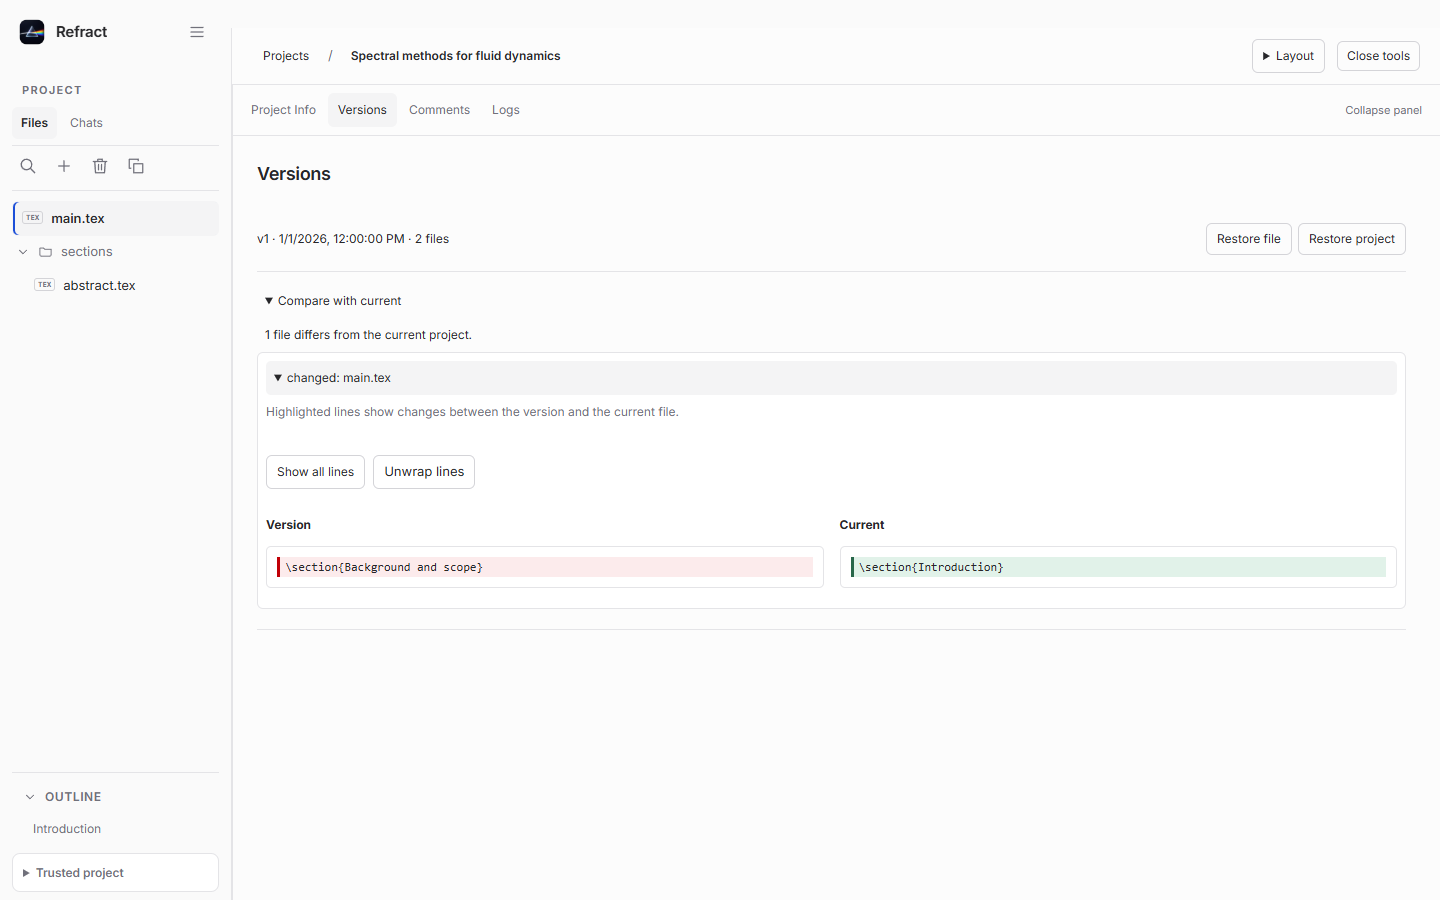 Refract
PROJECT
Files Chats
TEX main.tex
sections
TEX abstract.tex
OUTLINE
Introduction
Trusted project
Projects / Spectral methods for fluid dynamics
Layout
Close tools
Project Info Versions Comments Logs
Collapse panel
Versions
v1 · 1/1/2026, 12:00:00 PM · 2 files
Restore file
Restore project
Compare with current
1 file differs from the current project.
changed: main.tex
Highlighted lines show changes between the version and the current file.
Show all lines
Unwrap lines
Version
\section{Background and scope}
Current
\section{Introduction}